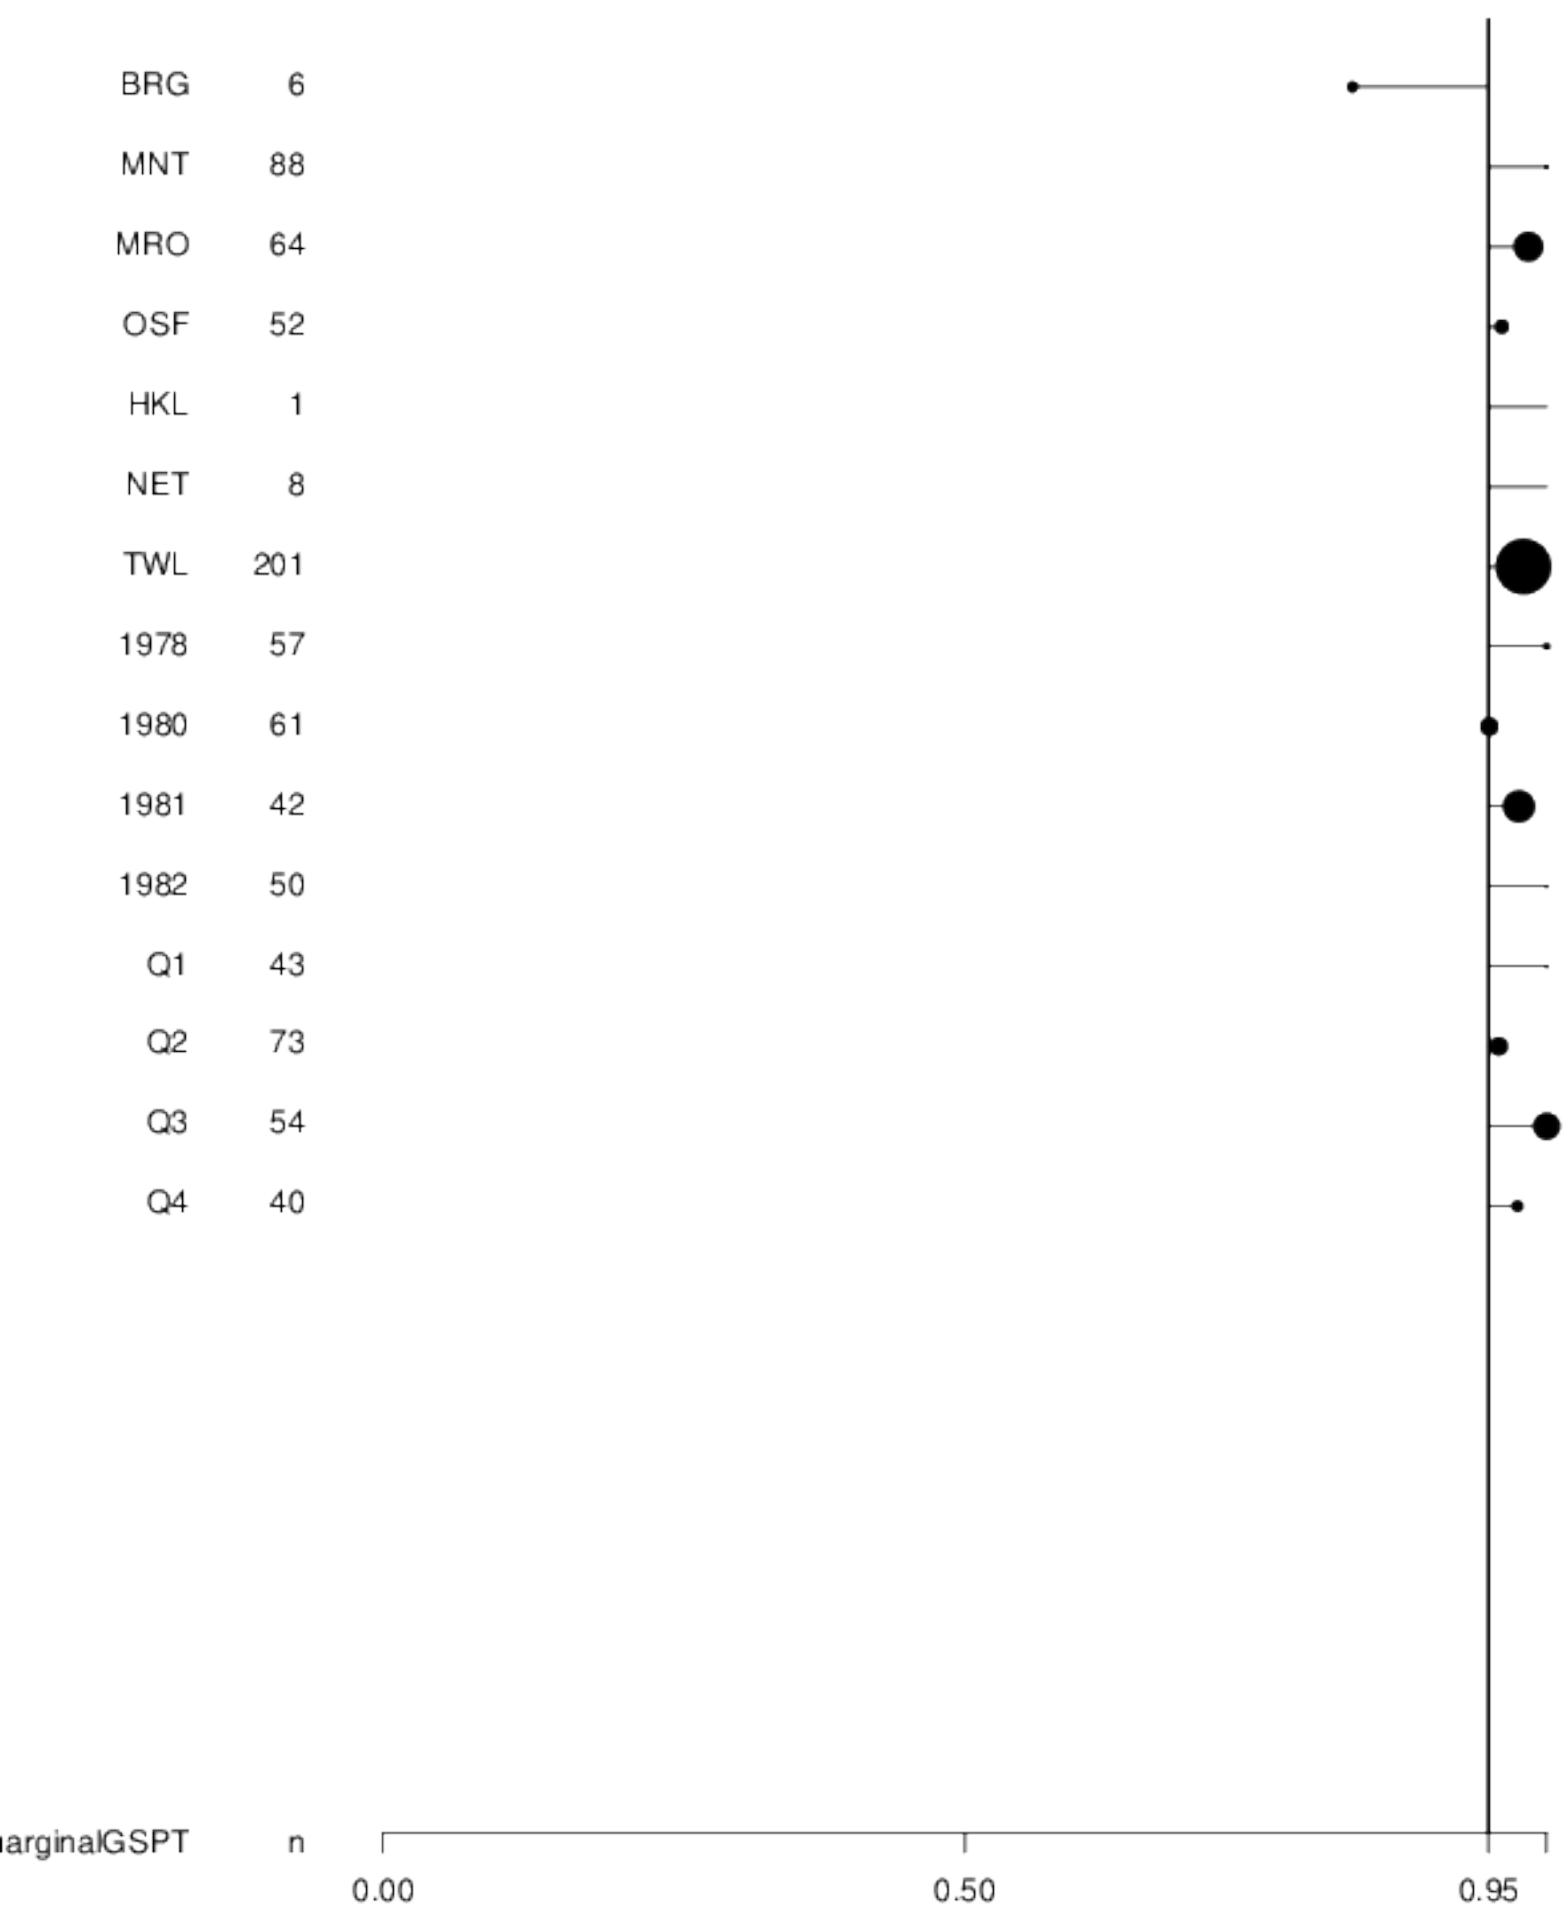 BRG 6
MNT 88
MRO 64
OSF 52
HKL 1
NET 8
TWL 201
1978 57
1980 61
1981 42
1982 50
Q1 43
Q2 73
Q3 54
Q4 40
arginalGSPT n
0.00 0.50 0.95